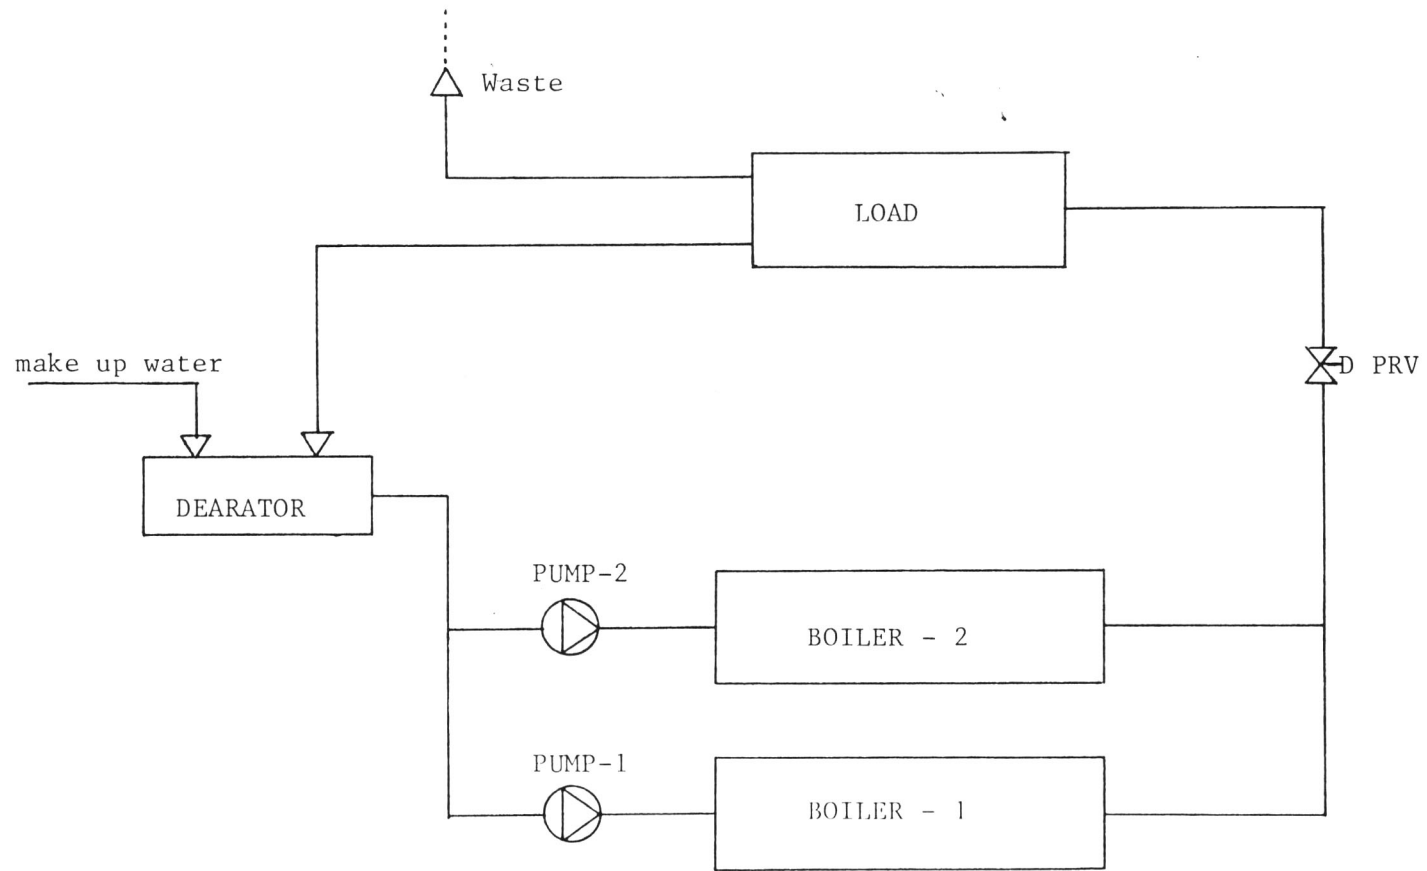 Waste
LOAD
make up water
D PRV
DEARATOR
PUMP-2
BOILER - 2
PUMP-1
BOILER - 1